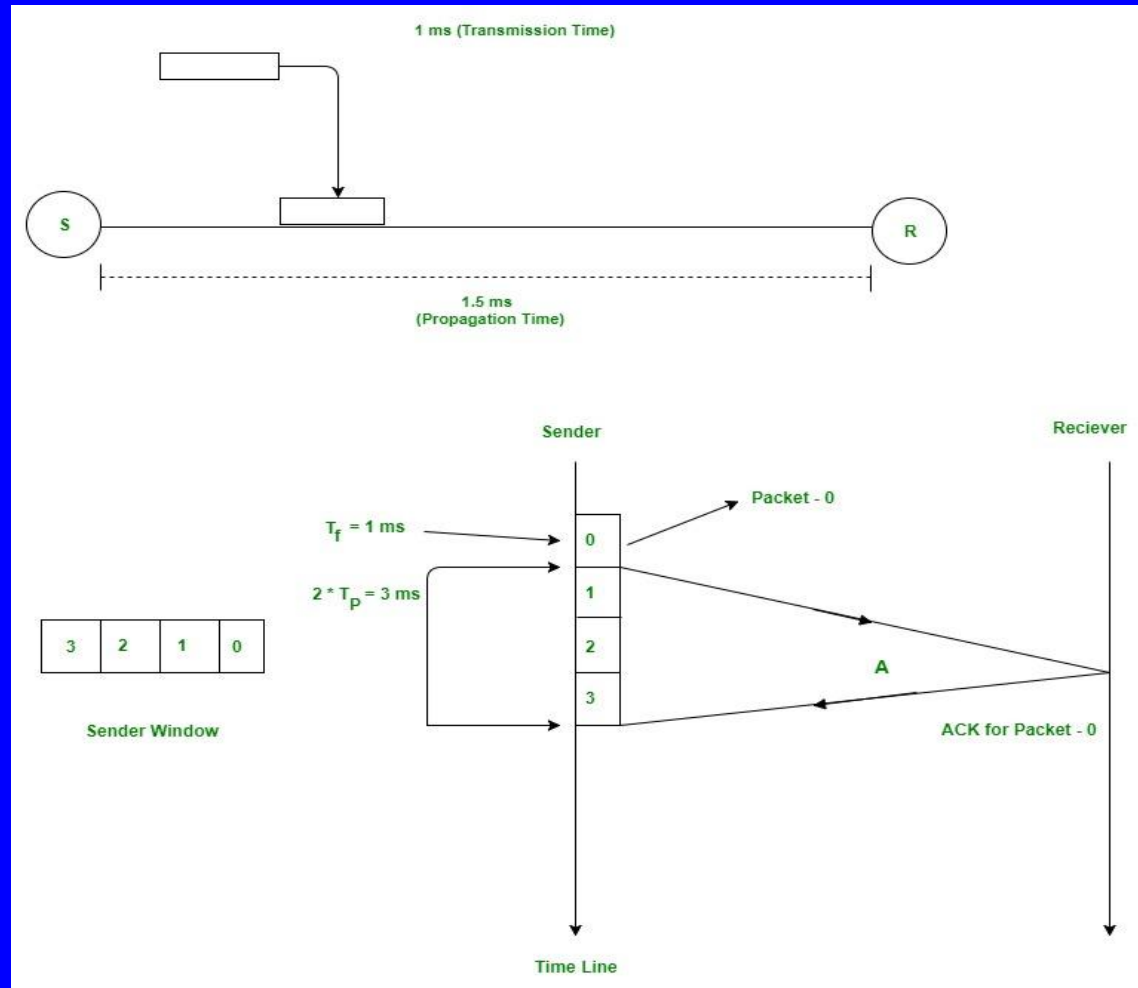 1 ms (Transmission Time)
S
R
1.5 ms
(Propagation Time)
Sender
Reciever
Packet - 0
Tf = 1 ms
0
2 * Tp = 3 ms
1
3 2 1 0
2
A
3
Sender Window
ACK for Packet - 0
Time Line